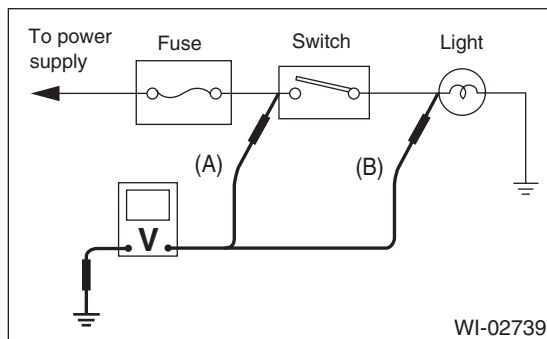 To power
supply
Fuse
Switch
Light
(A)
(B)
V
WI-02739